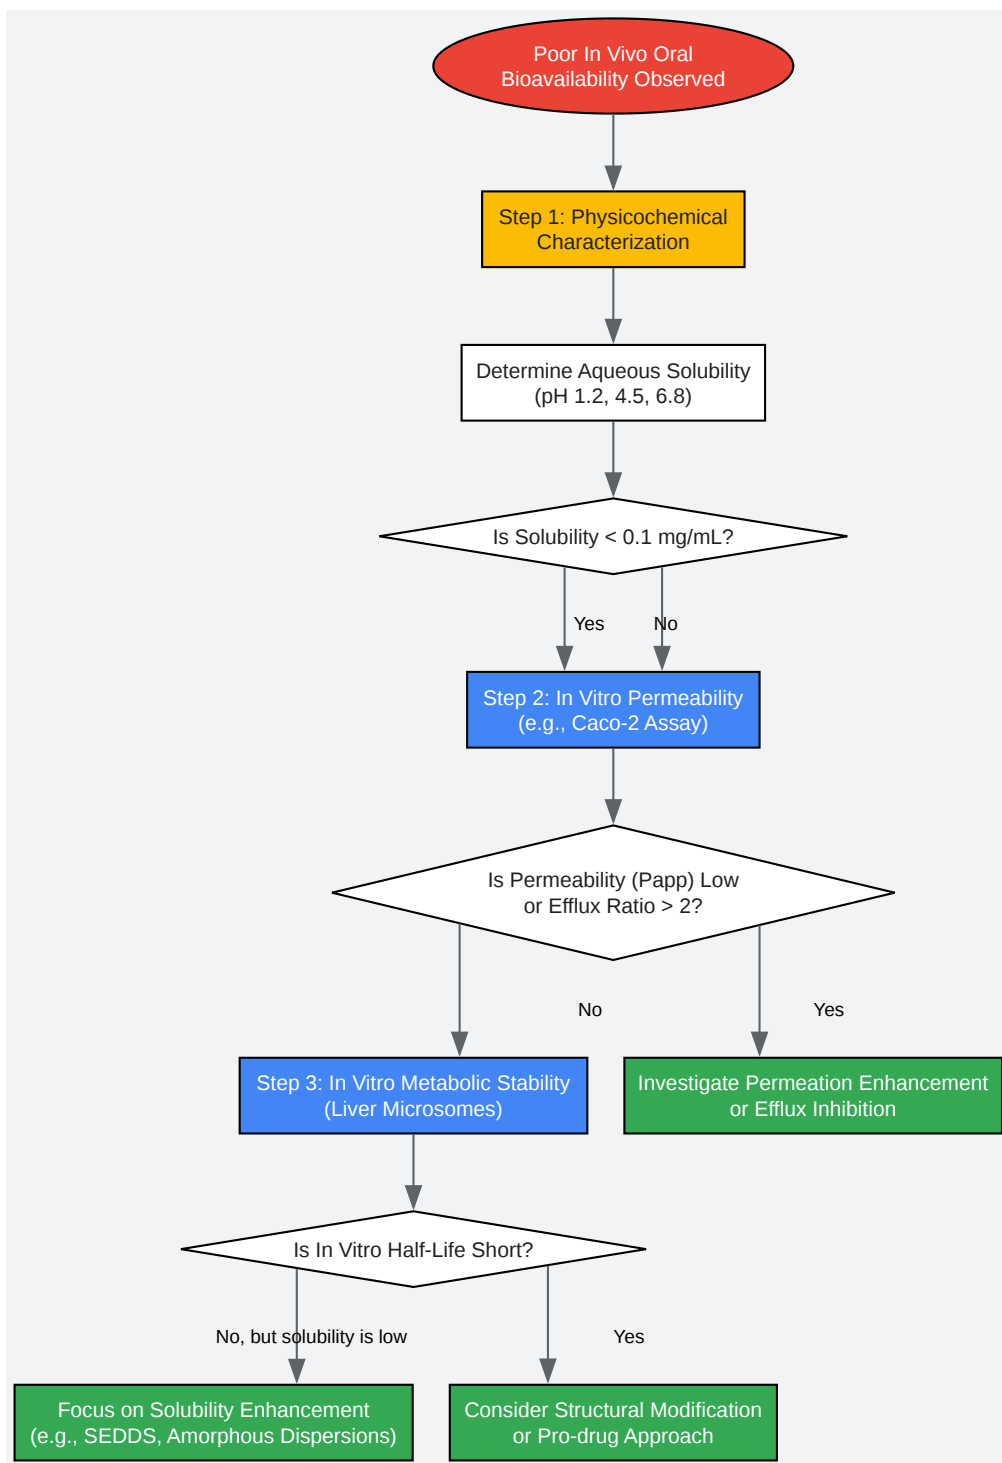 Poor In Vivo Oral
Bioavailability Observed
Step 1: Physicochemical
Characterization
Determine Aqueous Solubility
(pH 1.2, 4.5, 6.8)
Is Solubility < 0.1 mg/mL?
Yes
No
Step 2: In Vitro Permeability
(e.g., Caco-2 Assay)
Is Permeability (Papp) Low
or Efflux Ratio > 2?
No
Yes
Step 3: In Vitro Metabolic Stability
(Liver Microsomes)
Investigate Permeation Enhancement
or Efflux Inhibition
Is In Vitro Half-Life Short?
No, but solubility is low
Yes
Focus on Solubility Enhancement
(e.g., SEDDS, Amorphous Dispersions)
Consider Structural Modification
or Pro-drug Approach